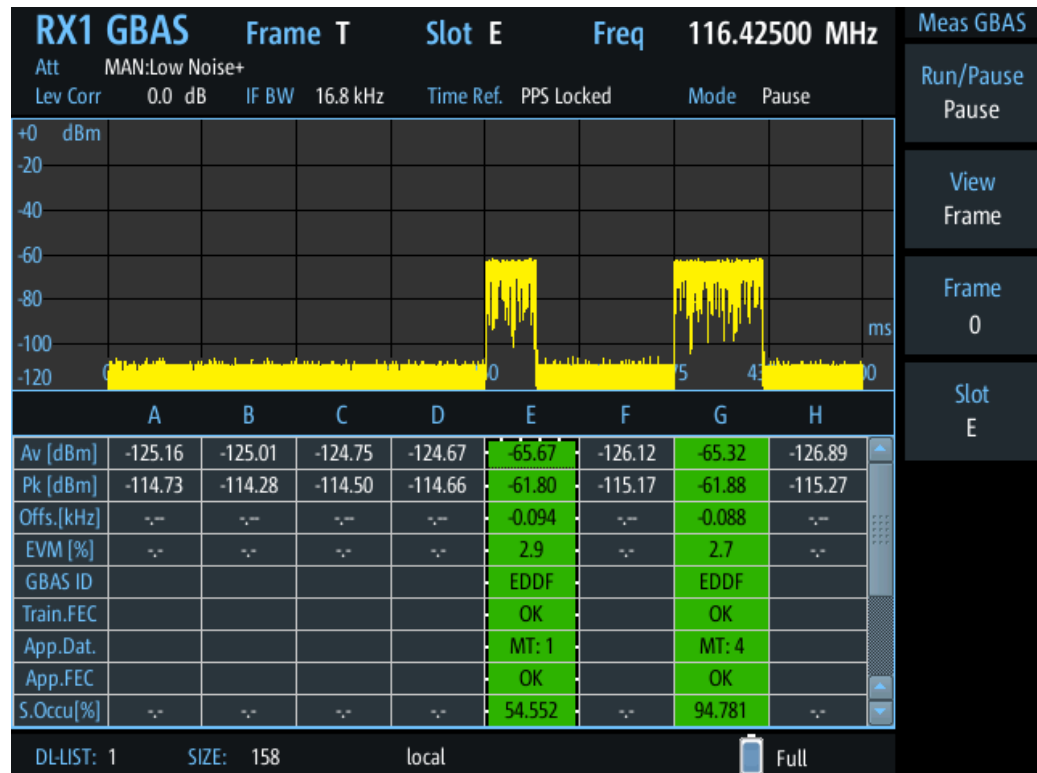 RX1 GBAS Frame T Slot E Freq 116.42500 MHz
Att MAN:Low Noise+
Lev Corr 0.0 dB IF BW 16.8 kHz Time Ref. PPS Locked Mode Pause
Meas GBAS
Run/Pause
Pause
View
Frame
Frame
0
Slot
E
+0 dBm
-20
-40
-60
-80
-100
ms
-120
A B C D E F G H
Av [dBm] -125.16 -125.01 -124.75 -124.67 -65.67 -126.12 -65.32 -126.89
Pk [dBm] -114.73 -114.28 -114.50 -114.66 -61.80 -115.17 -61.88 -115.27
Offs.[kHz] -.-- -.-- -.-- -.-- -0.094 -.-- -0.088 -.--
EVM [%] -.- -.- -.- -.- 2.9 -.- 2.7 -.-
GBAS ID EDDF EDDF
Train.FEC OK OK
App.Dat. MT: 1 MT: 4
App.FEC OK OK
S.Occu[%] -.- -.- -.- -.- 54.552 -.- 94.781 -.-
DL-LIST: 1 SIZE: 158 local Full